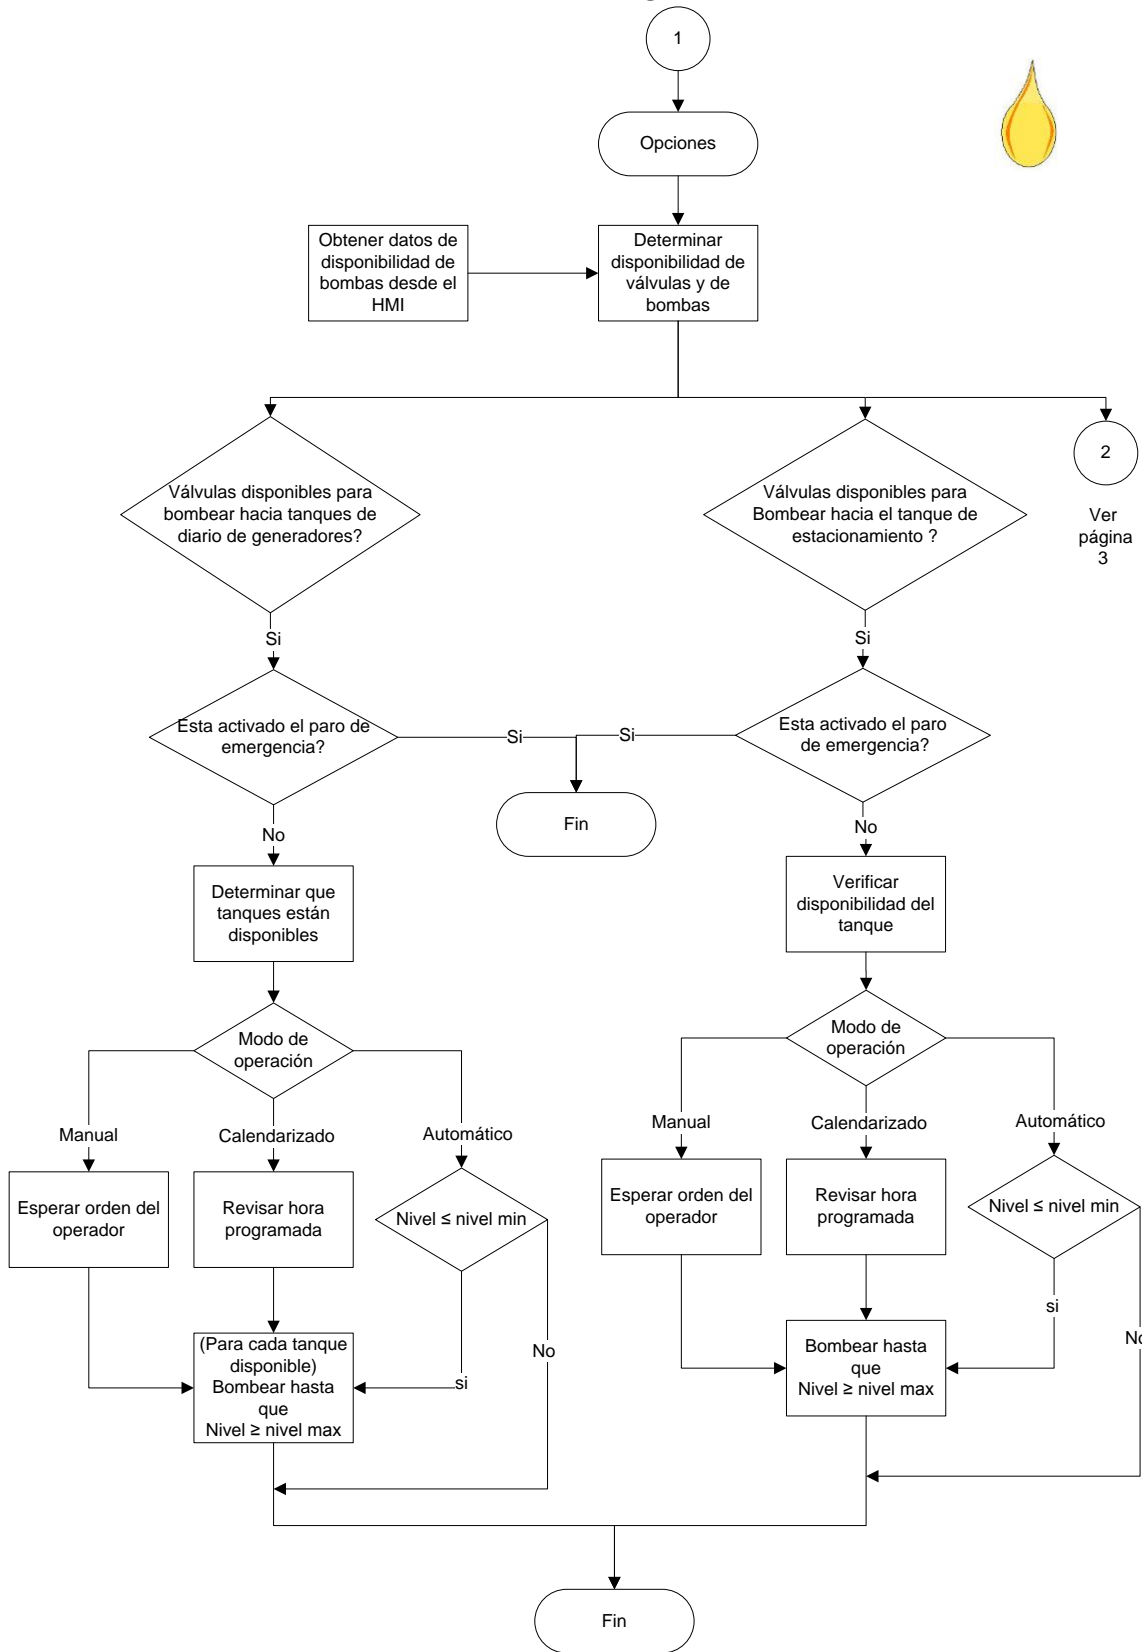 1
Opciones
Obtener datos de
disponibilidad de
bombas desde el
HMI
Determinar
disponibilidad de
válvulas y de
bombas
Válvulas disponibles para
bombear hacia tanques de
diario de generadores?
Válvulas disponibles para
Bombear hacia el tanque de
estacionamiento ?
2
Ver
página
3
Si
Si
Esta activado el paro de
emergencia?
Si
Si
Esta activado el paro
de emergencia?
Fin
No
No
Determinar que
tanques están
disponibles
Verificar
disponibilidad del
tanque
Modo de
operación
Modo de
operación
Manual
Calendarizado
Automático
Manual
Calendarizado
Automático
Esperar orden del
operador
Revisar hora
programada
Nivel ≤ nivel min
Esperar orden del
operador
Revisar hora
programada
Nivel ≤ nivel min
(Para cada tanque
disponible)
Bombear hasta
que
Nivel ≥ nivel max
si
No
Bombear hasta
que
Nivel ≥ nivel max
si
No
Fin